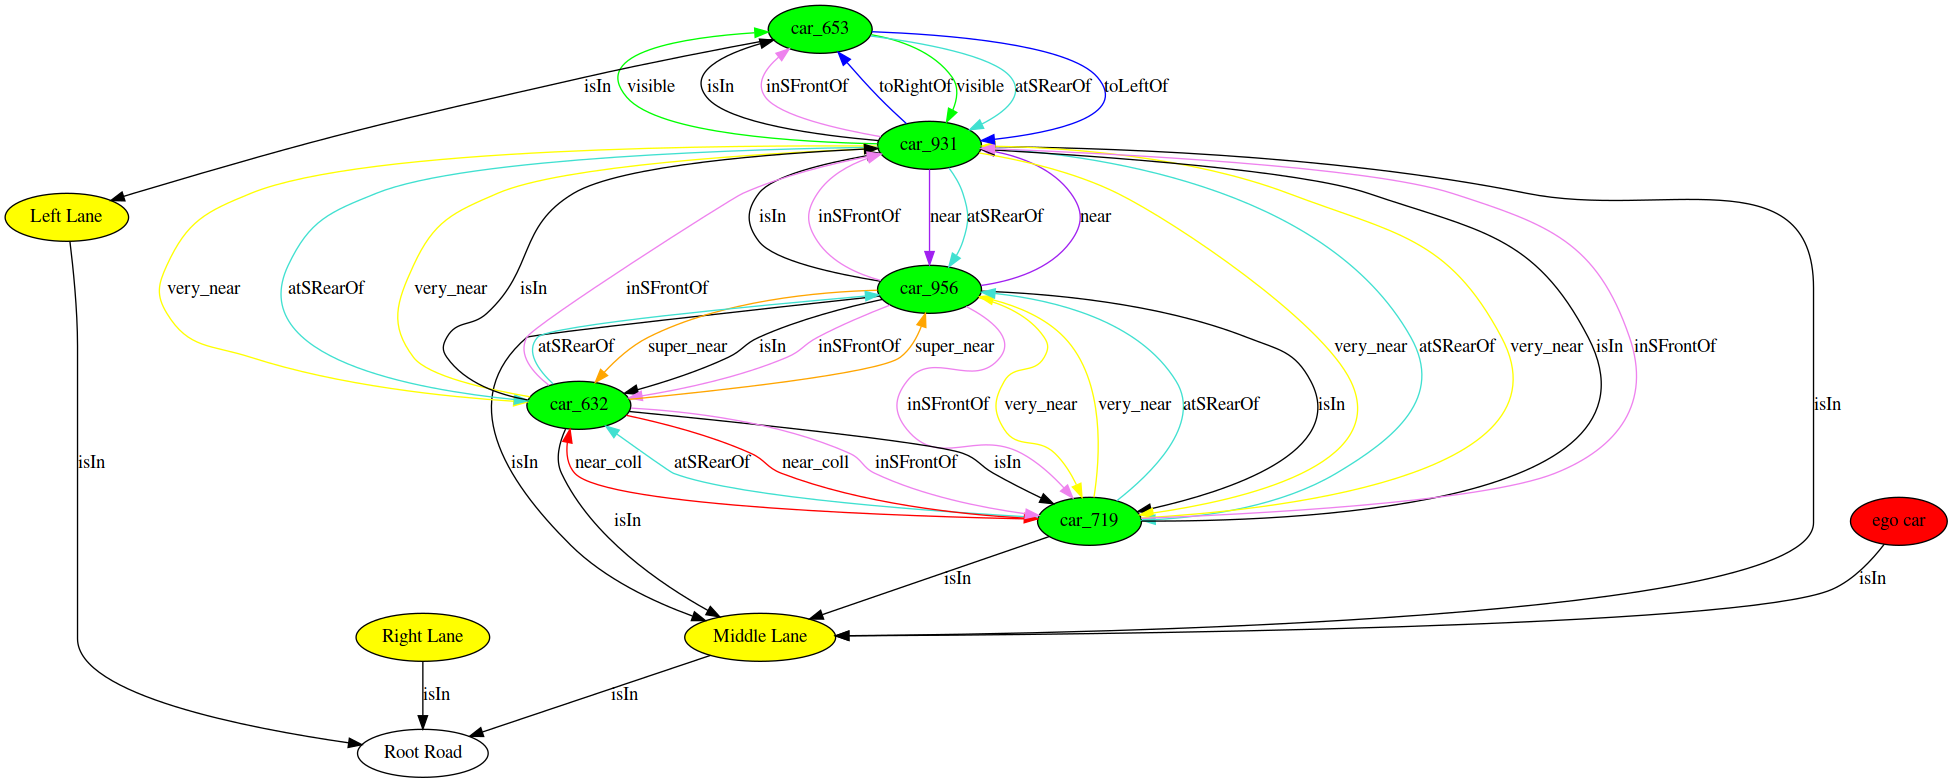 car_653
isIn visible isIn inSFrontOf toRightOf visible atSRearOf toLeftOf
car_931
Left Lane isIn inSFrontOf near atSRearOf near
very_near atSRearOf very_near isIn inSFrontOf car_956
atSRearOf super_near isIn inSFrontOf super_near very_near atSRearOf very_near isIn inSFrontOf
car_632 inSFrontOf very_near very_near atSRearOf isIn isIn
isIn isIn near_coll atSRearOf near_coll inSFrontOf isIn
isIn car_719 ego car
isIn isIn
Right Lane Middle Lane
isIn isIn
Root Road